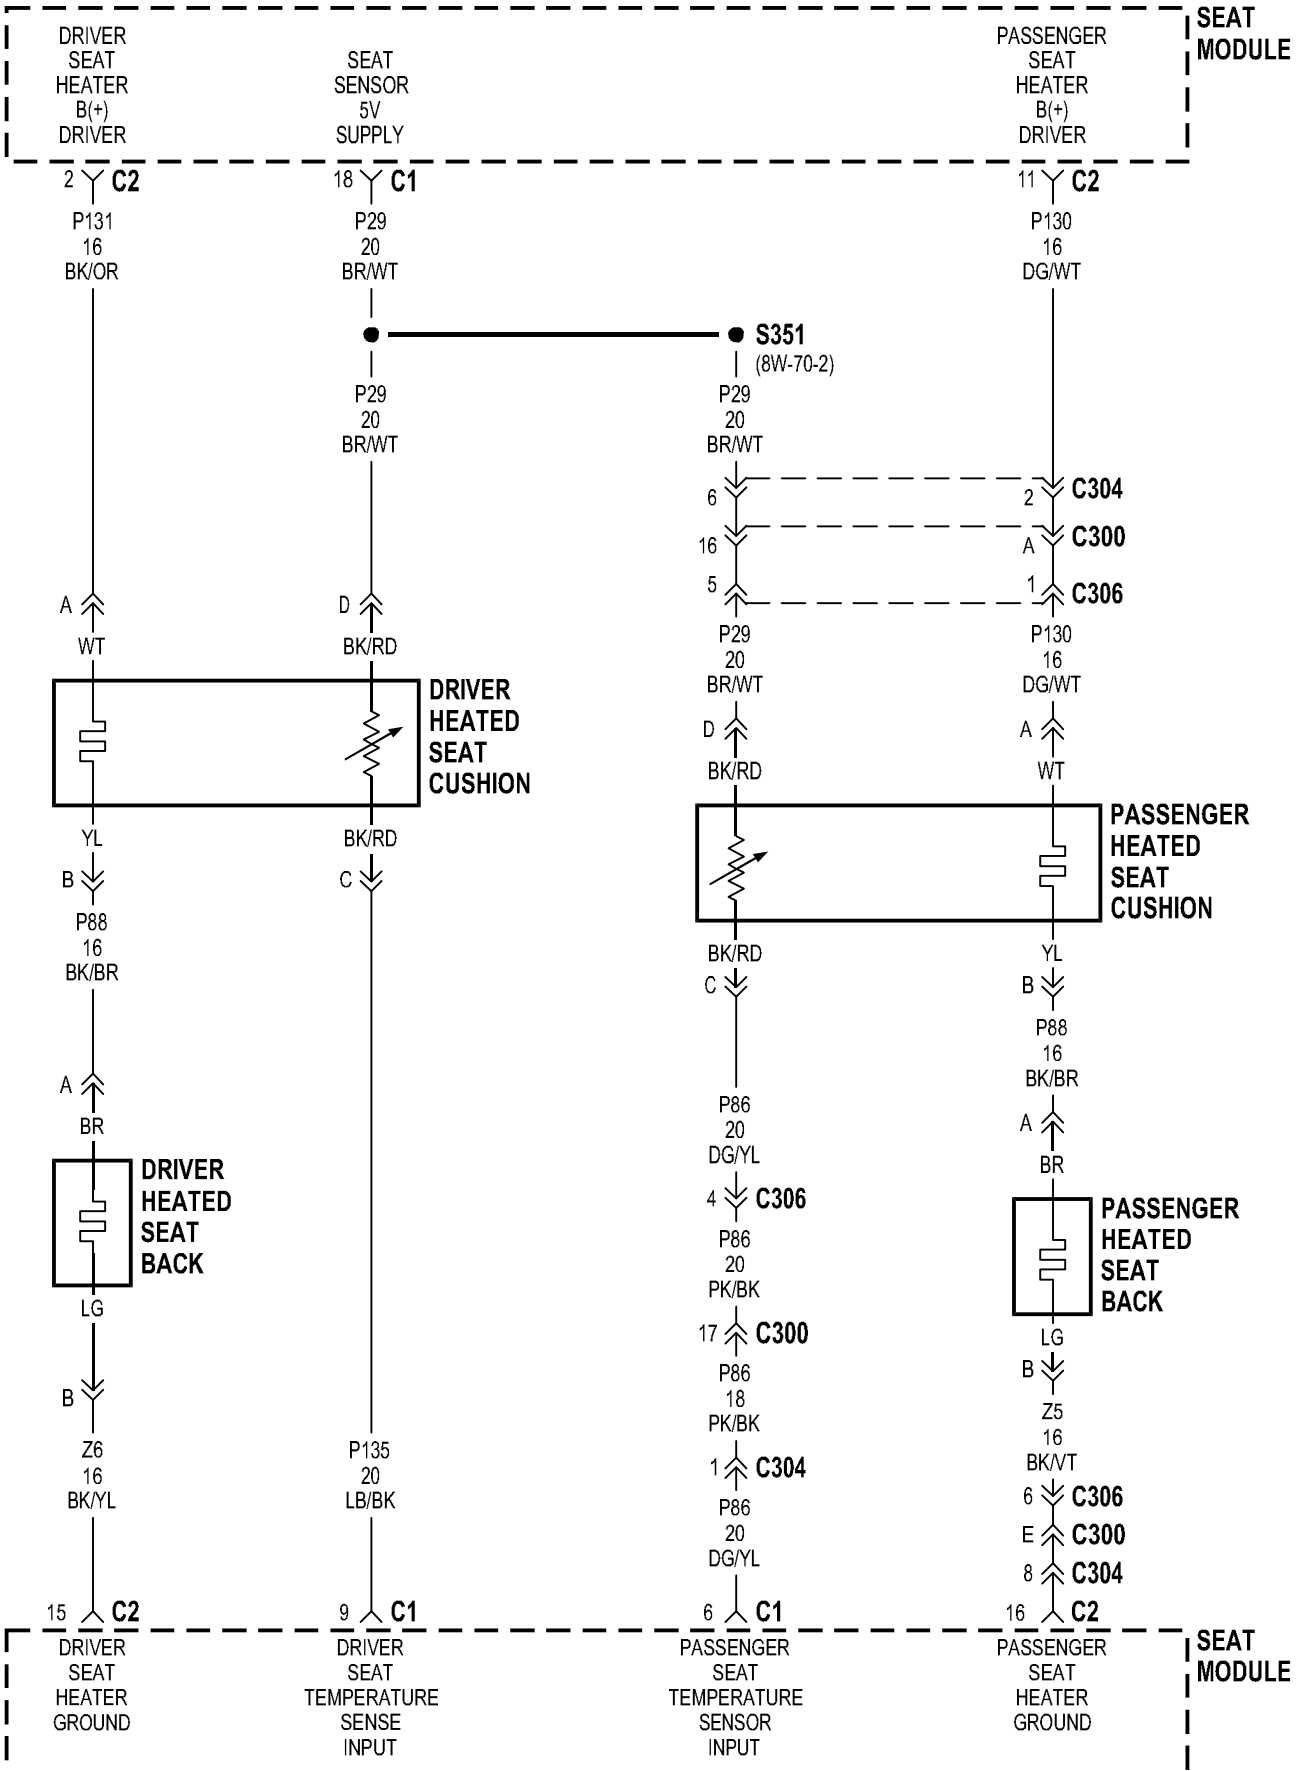 SEAT
MODULE
DRIVER
SEAT
HEATER
B(+)
DRIVER
SEAT
SENSOR
5V
SUPPLY
PASSENGER
SEAT
HEATER
B(+)
DRIVER
2 C2
18 C1
11 C2
P131
16
BK/OR
P29
20
BR/WT
P130
16
DG/WT
S351
(8W-70-2)
P29
20
BR/WT
P29
20
BR/WT
6 2 C304
16 A C300
5 1 C306
A
WT
D
BK/RD
P29
20
BR/WT
P130
16
DG/WT
DRIVER
HEATED
SEAT
CUSHION
D
BK/RD
A
WT
YL
B
BK/RD
C
PASSENGER
HEATED
SEAT
CUSHION
P88
16
BK/BR
BK/RD
C
YL
B
P88
16
BK/BR
A
BR
P86
20
DG/YL
A
BR
DRIVER
HEATED
SEAT
BACK
4 C306
P86
20
PK/BK
PASSENGER
HEATED
SEAT
BACK
LG
B
17 C300
P86
18
PK/BK
LG
B
Z5
16
BK/VT
Z6
16
BK/YL
P135
20
LB/BK
1 C304
P86
20
DG/YL
6 C306
E C300
8 C304
15 C2
9 C1
6 C1
16 C2
SEAT
MODULE
DRIVER
SEAT
HEATER
GROUND
DRIVER
SEAT
TEMPERATURE
SENSE
INPUT
PASSENGER
SEAT
TEMPERATURE
SENSOR
INPUT
PASSENGER
SEAT
HEATER
GROUND